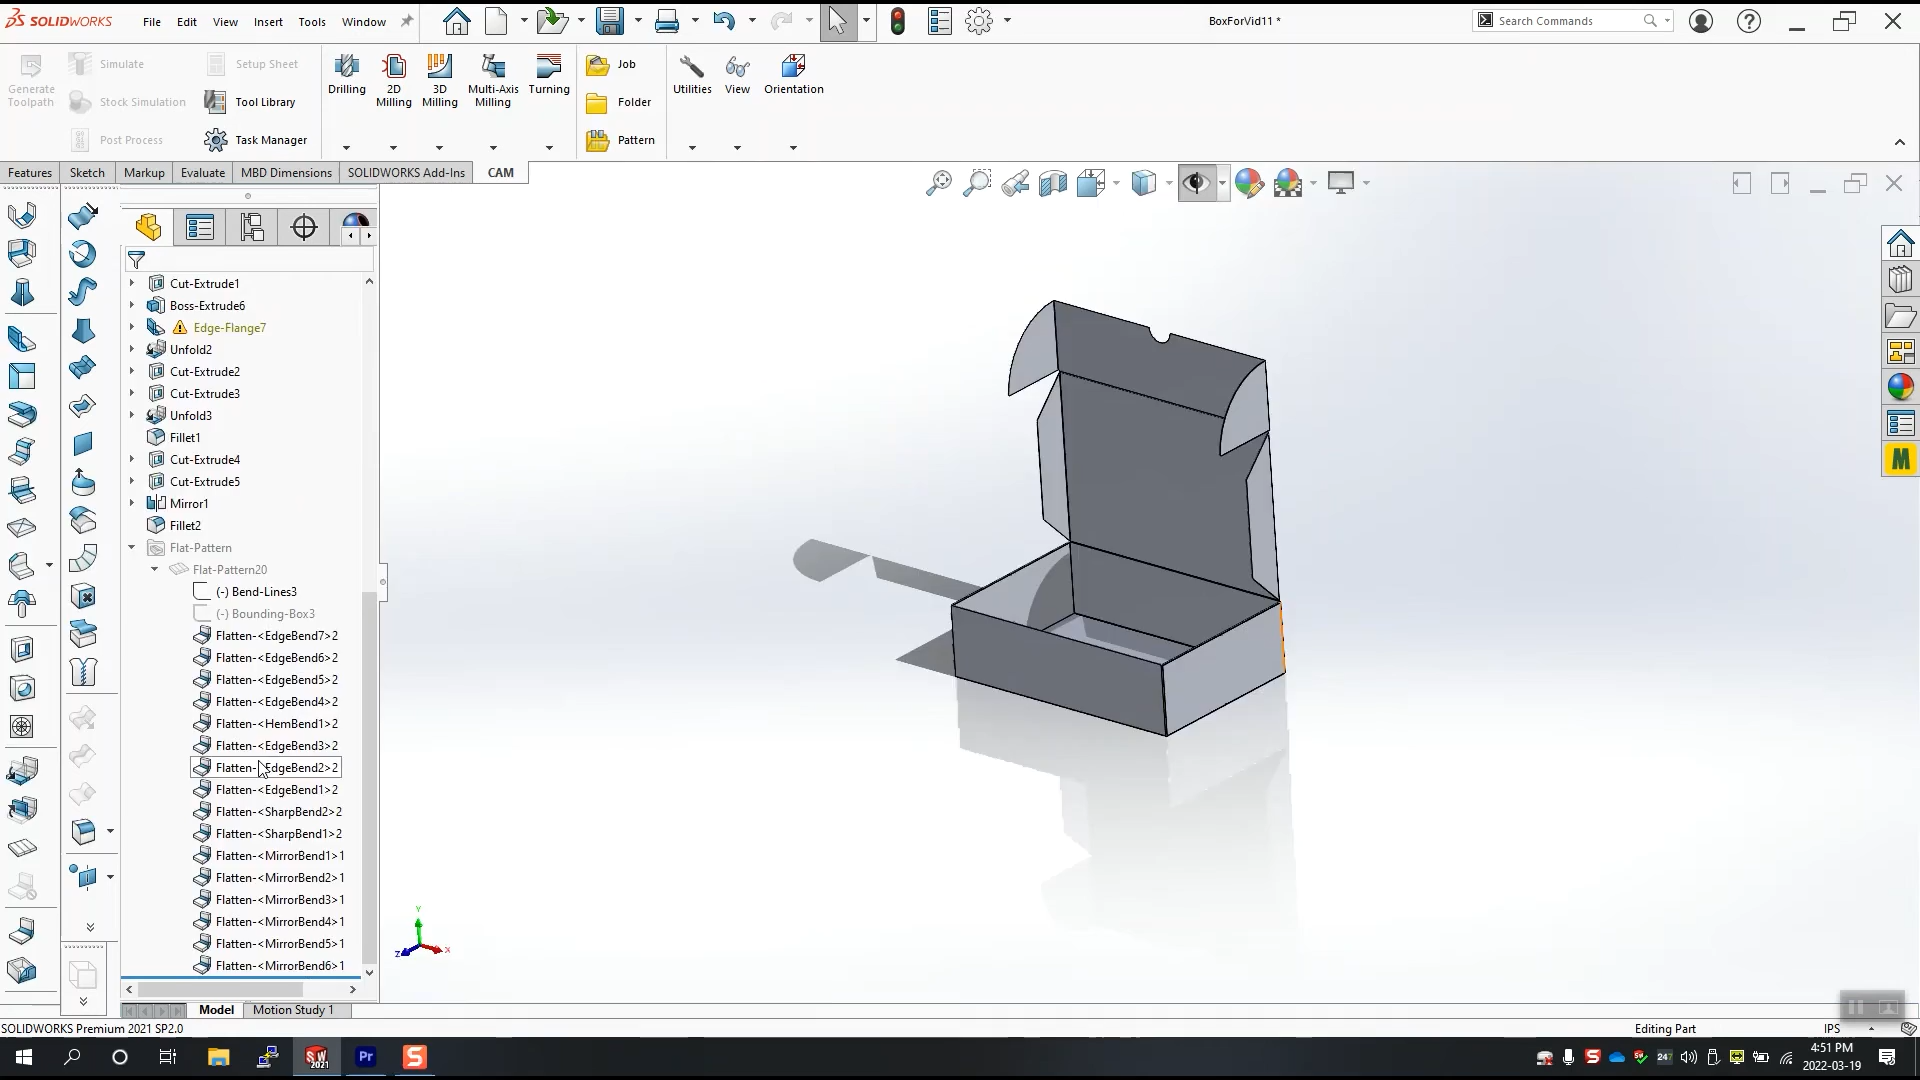 SOLIDWORKS File Edit View Insert Tools Window BoxForVid11 * Search Commands
Generate Toolpath
Simulate
Stock Simulation
Post Process
Setup Sheet
Tool Library
Task Manager
Drilling
2D Milling
3D Milling
Multi-Axis Milling
Turning
Job
Folder
Pattern
Utilities
View
Orientation
Features Sketch Markup Evaluate MBD Dimensions SOLIDWORKS Add-Ins CAM
Cut-Extrude1
Boss-Extrude6
Edge-Flange7
Unfold2
Cut-Extrude2
Cut-Extrude3
Unfold3
Fillet1
Cut-Extrude4
Cut-Extrude5
Mirror1
Fillet2
Flat-Pattern
Flat-Pattern20
(-) Bend-Lines3
(-) Bounding-Box3
Flatten-<EdgeBend7>2
Flatten-<EdgeBend6>2
Flatten-<EdgeBend5>2
Flatten-<EdgeBend4>2
Flatten-<HemBend1>2
Flatten-<EdgeBend3>2
Flatten-<EdgeBend2>2
Flatten-<EdgeBend1>2
Flatten-<SharpBend2>2
Flatten-<SharpBend1>2
Flatten-<MirrorBend1>1
Flatten-<MirrorBend2>1
Flatten-<MirrorBend3>1
Flatten-<MirrorBend4>1
Flatten-<MirrorBend5>1
Flatten-<MirrorBend6>1
Y
Z X
M
Model Motion Study 1
SOLIDWORKS Premium 2021 SP2.0 Editing Part IPS
SW 2021 Pr S
S 247 4:51 PM
2022-03-19